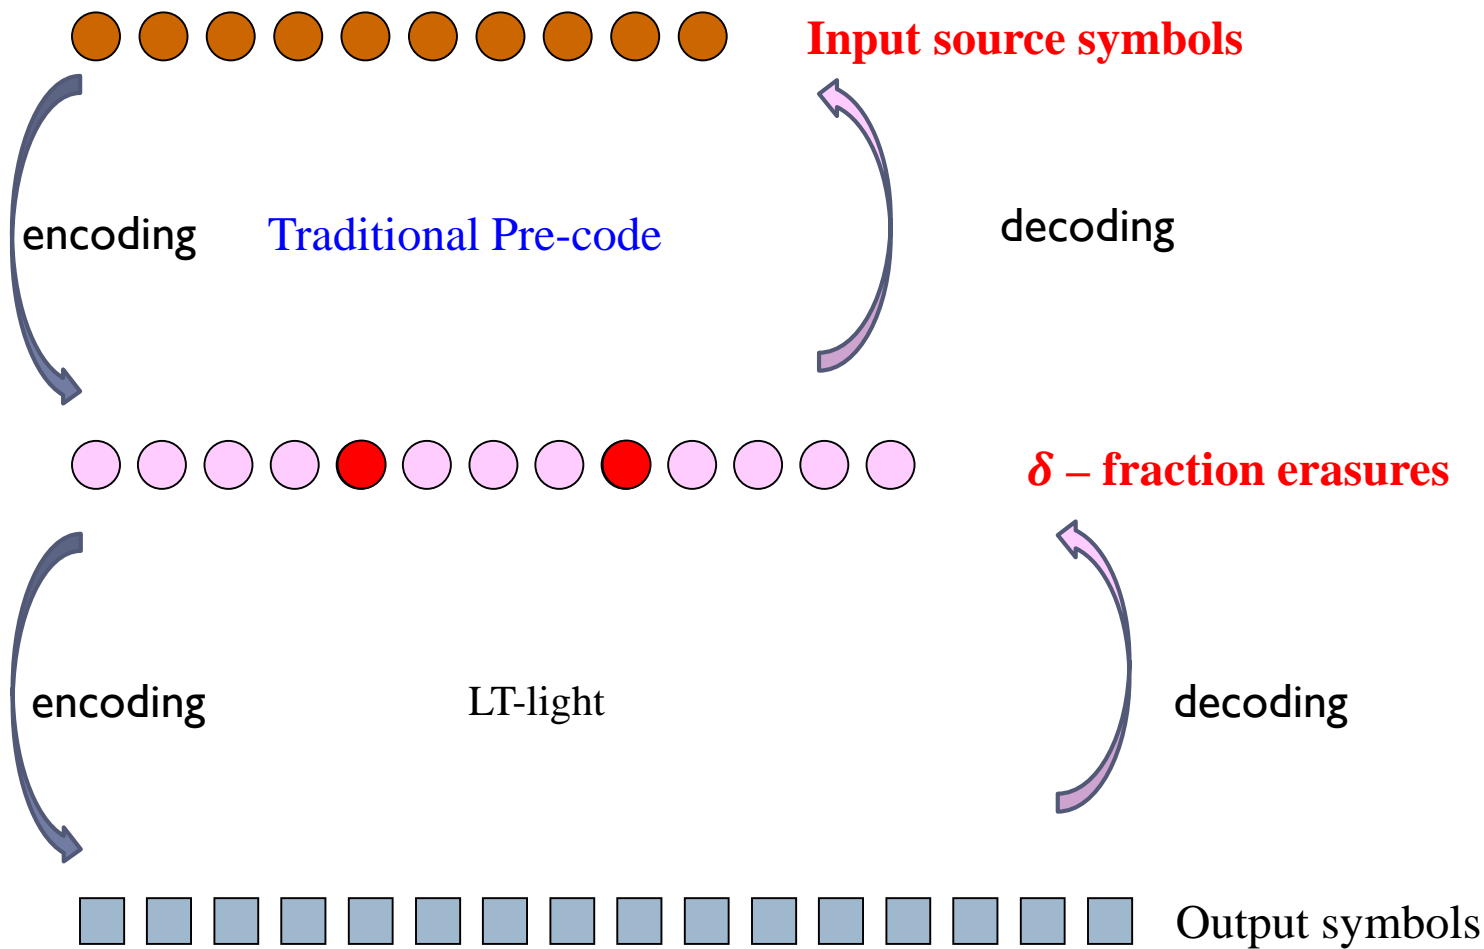 Input source symbols
encoding
Traditional Pre-code
decoding
δ – fraction erasures
encoding
LT-light
decoding
Output symbols